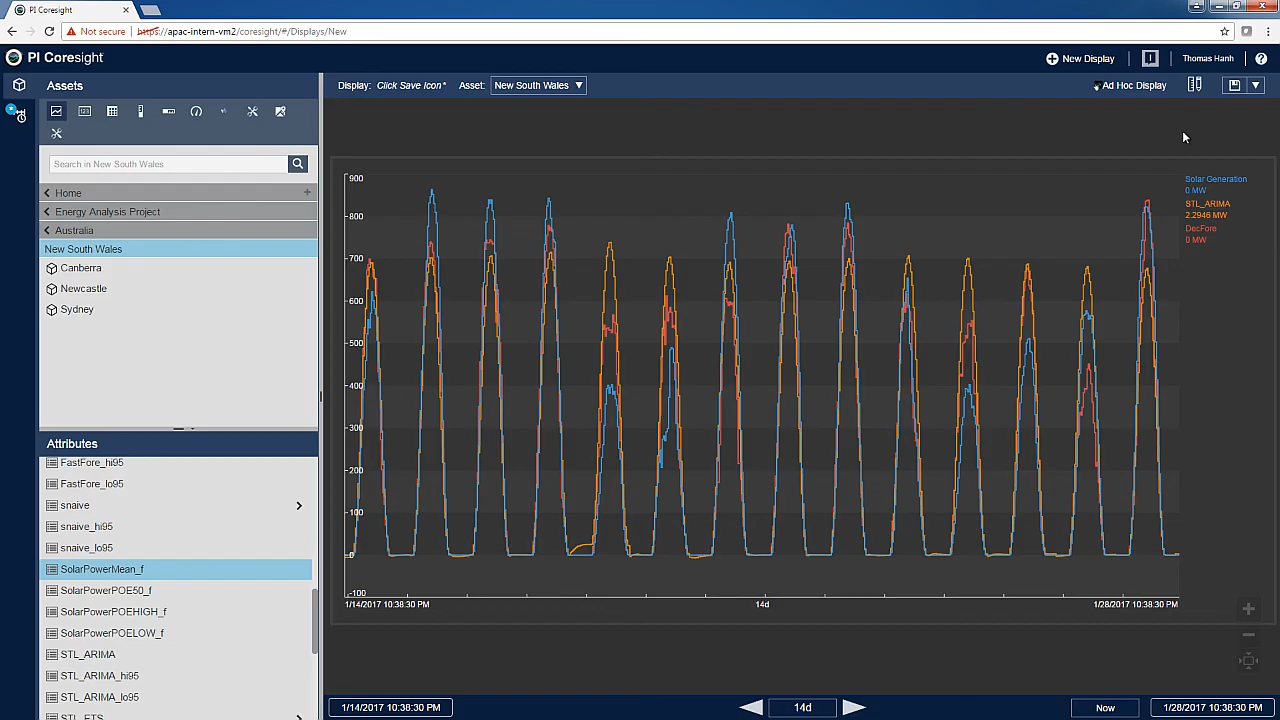 PI Coresight
Not secure
https://apac-intern-vm2/coresight/#/Displays/New
PI Coresight
New Display
Thomas Hanh
Assets
Display: Click Save Icon*
Asset:
New South Wales
Ad Hoc Display
Search in New South Wales
Home
Energy Analysis Project
Australia
New South Wales
Canberra
Newcastle
Sydney
Attributes
FastFore_hi95
FastFore_lo95
snaive
snaive_hi95
snaive_lo95
SolarPowerMean_f
SolarPowerPOE50_f
SolarPowerPOEHIGH_f
SolarPowerPOELOW_f
STL_ARIMA
STL_ARIMA_hi95
STL_ARIMA_lo95
STL_ETS
900
800
700
600
500
400
300
200
100
0
-100
1/14/2017 10:38:30 PM
14d
1/28/2017 10:38:30 PM
Solar Generation
0 MW
STL_ARIMA
2.2946 MW
DecFore
0 MW
1/14/2017 10:38:30 PM
14d
Now
1/28/2017 10:38:30 PM